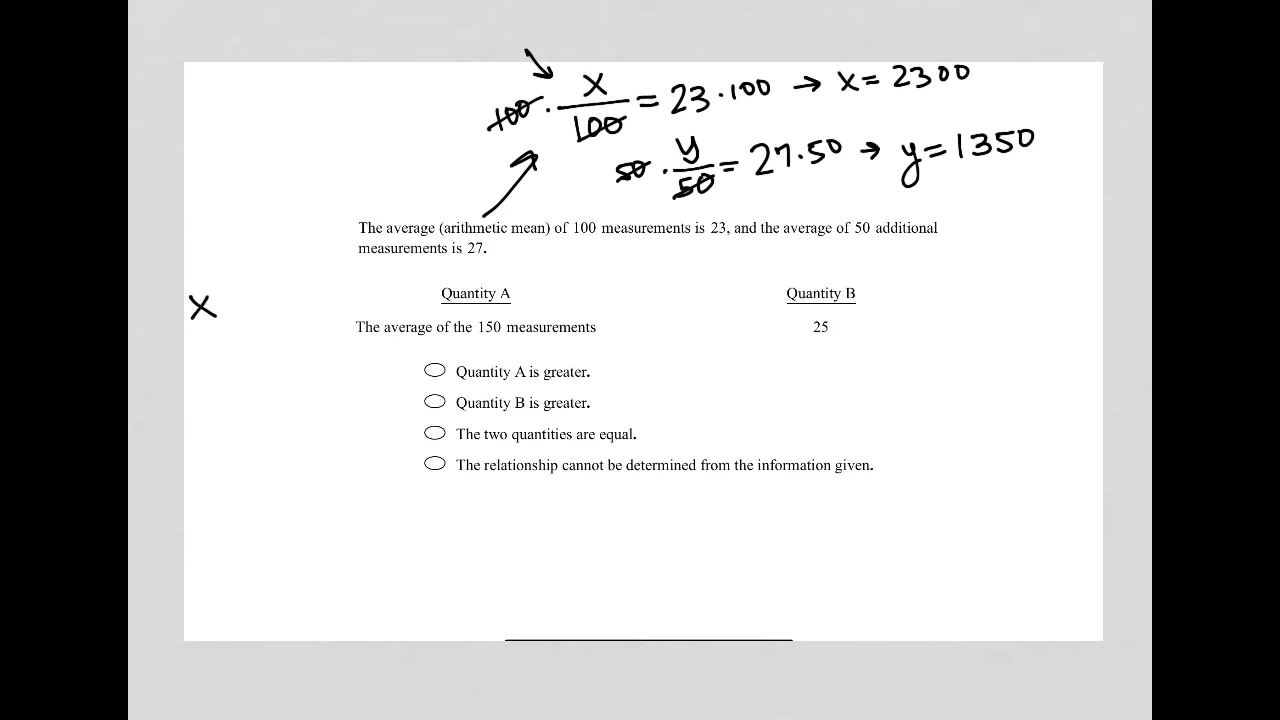 100 · x/100 = 23 · 100 → x = 2300
50 · y/50 = 27 · 50 → y = 1350
The average (arithmetic mean) of 100 measurements is 23, and the average of 50 additional
measurements is 27.
Quantity A Quantity B
x
The average of the 150 measurements 25
Quantity A is greater.
Quantity B is greater.
The two quantities are equal.
The relationship cannot be determined from the information given.